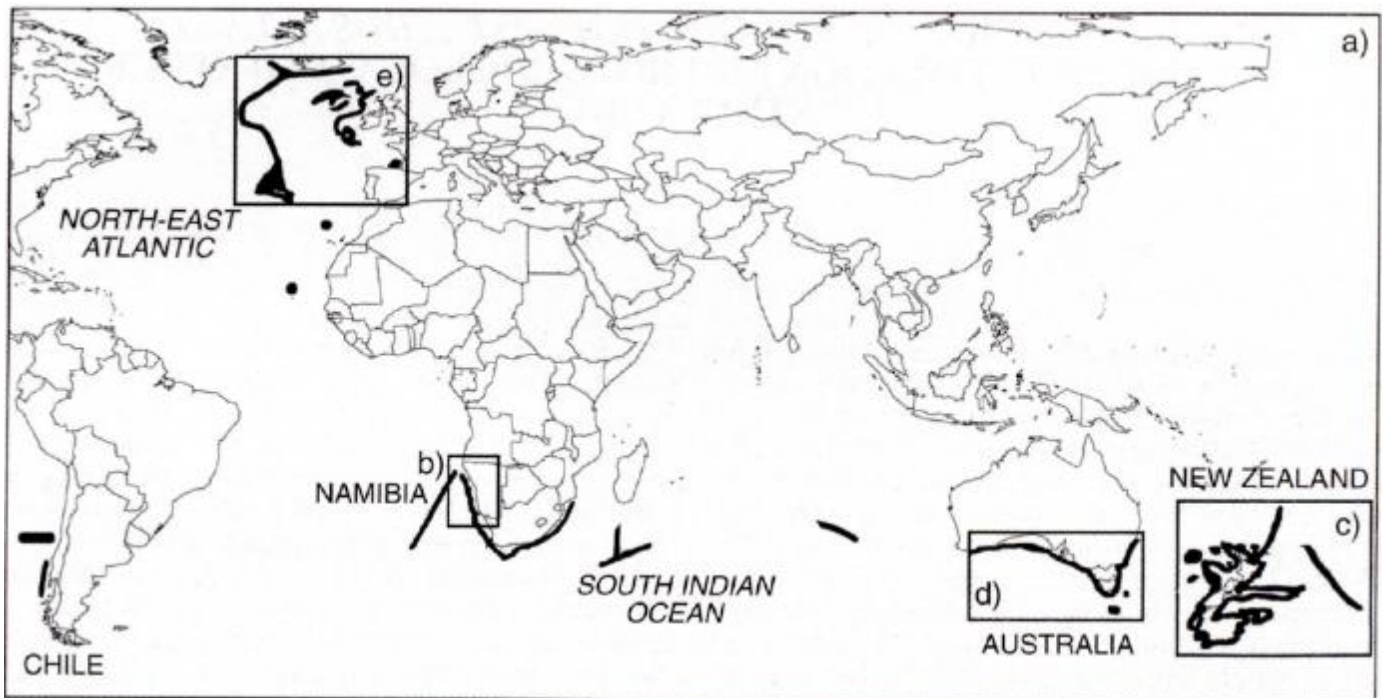 a)
e)
NORTH-EAST
ATLANTIC
b)
NAMIBIA
NEW ZEALAND
c)
SOUTH INDIAN
OCEAN
d)
AUSTRALIA
CHILE